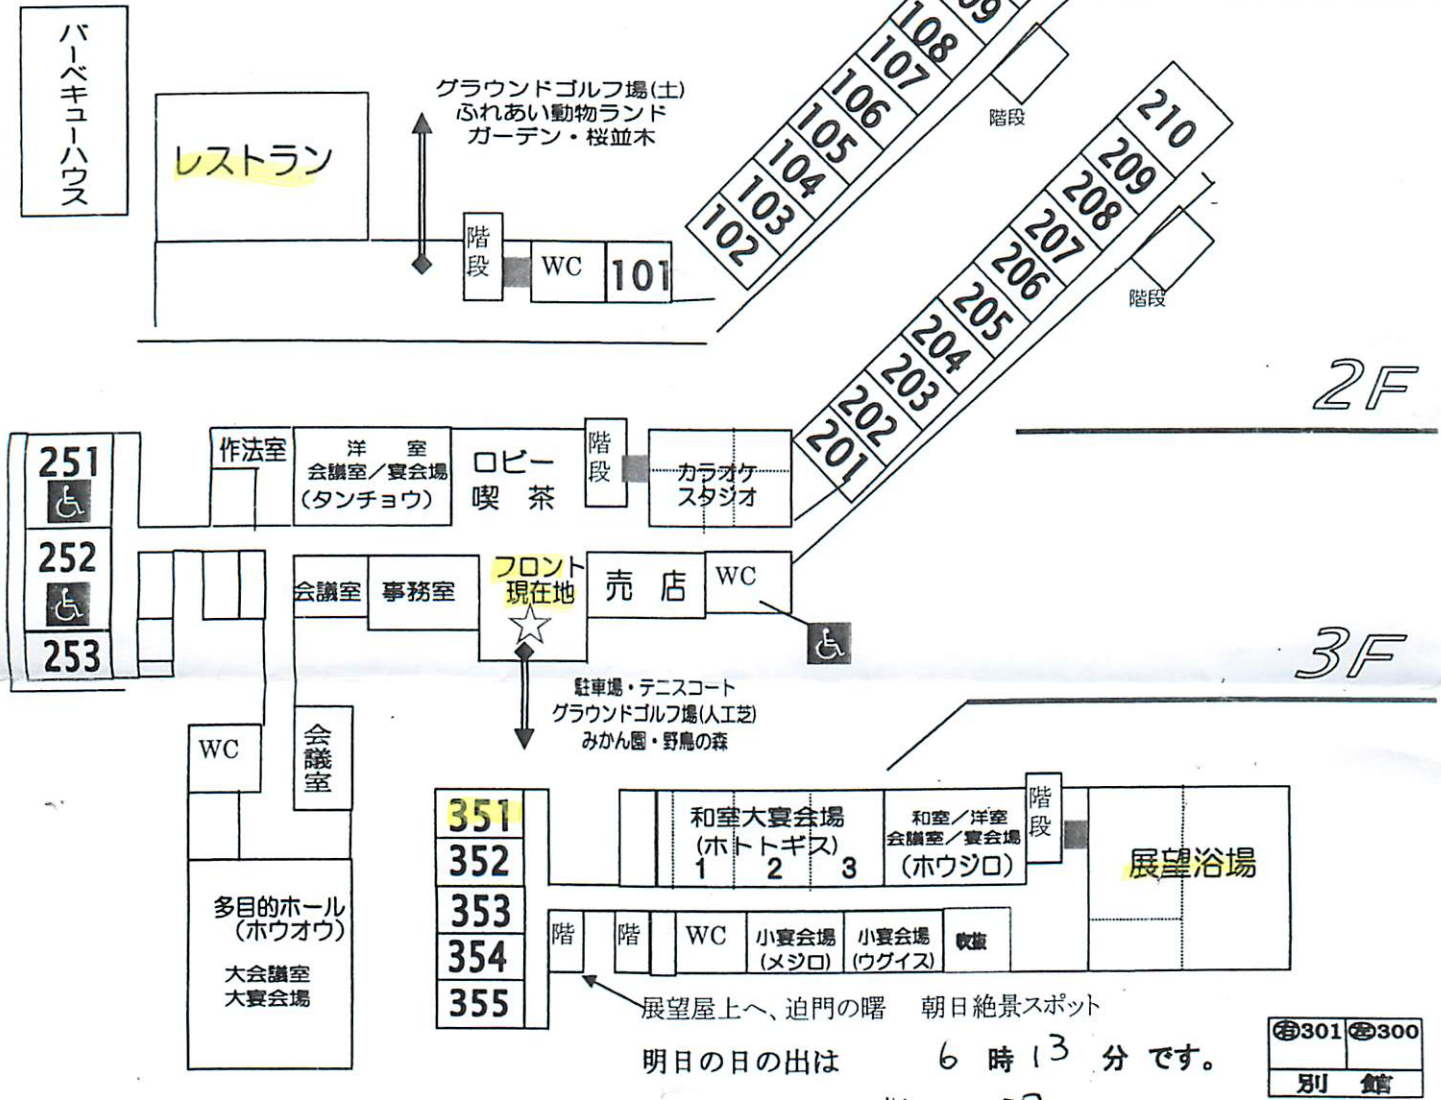 バーベキューハウス
レストラン
グラウンドゴルフ場(土)
ふれあい動物ランド
ガーデン・桜並木
階段
WC
101
102
103
104
105
106
107
108
09
階段
210
209
208
207
206
205
204
203
202
201
階段
2F
251
252
253
作法室
洋　室
会議室／宴会場
(タンチョウ)
ロビー
喫　茶
階段
カラオケ
スタジオ
会議室
事務室
フロント
現在地
売　店
WC
駐車場・テニスコート
グラウンドゴルフ場(人工芝)
みかん園・野鳥の森
WC
会議室
多目的ホール
(ホウオウ)
大会議室
大宴会場
3F
351
352
353
354
355
和室大宴会場
(ホトトギス)
1　2　3
和室／洋室
会議室／宴会場
(ホウジロ)
階段
展望浴場
階
階
WC
小宴会場
(メジロ)
小宴会場
(ウグイス)
吹抜
展望屋上へ、迫門の曙　朝日絶景スポット
明日の日の出は　6 時 13 分 です。
㊨301 ㊧300
別　館